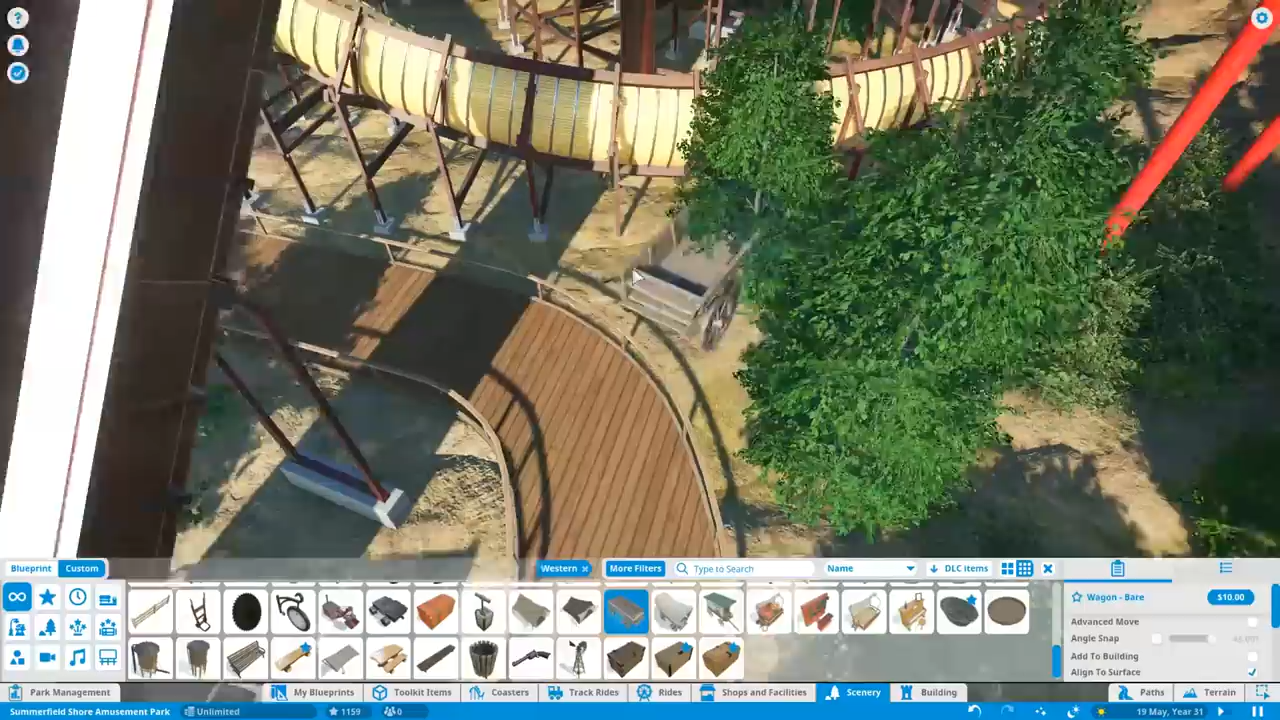 Blueprint
Custom
Western
More Filters
Type to Search
Name
DLC items
Wagon - Bare
$10.00
Advanced Move
Angle Snap
Add To Building
Align To Surface
Park Management
My Blueprints
Toolkit Items
Coasters
Track Rides
Rides
Shops and Facilities
Scenery
Building
Paths
Terrain
Summerfield Shore Amusement Park
Unlimited
1159
0
19 May, Year 31